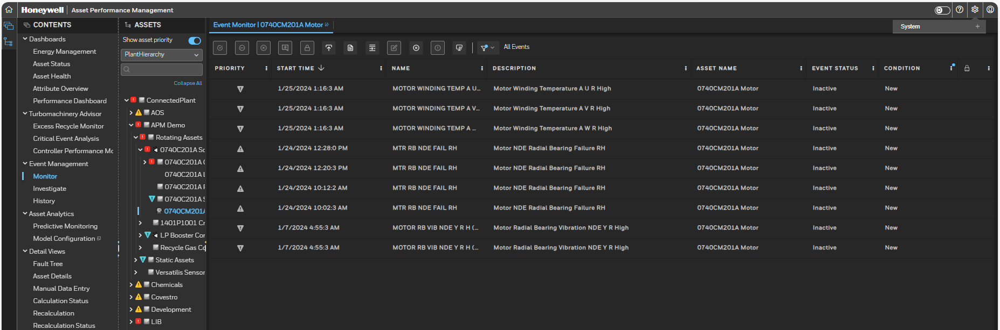 Honeywell | Asset Performance Management
System +
CONTENTS
Dashboards
Energy Management
Asset Status
Asset Health
Attribute Overview
Performance Dashboard
Turbomachinery Advisor
Excess Recycle Monitor
Critical Event Analysis
Controller Performance Mc
Event Management
Monitor
Investigate
History
Asset Analytics
Predictive Monitoring
Model Configuration
Detail Views
Fault Tree
Asset Details
Manual Data Entry
Calculation Status
Recalculation
Recalculation Status
ASSETS
Show asset priority
PlantHierarchy
Collapse All
ConnectedPlant
AOS
APM Demo
Rotating Assets
0740C201A Sc
0740C201A
0740C201A
0740C201A
0740C201A
0740CM201A
1401P1001 Cr
LP Booster Cor
Recycle Gas Co
Static Assets
Versatilis Sensor
Chemicals
Covestro
Development
LIB
Event Monitor | 0740CM201A Motor
All Events
PRIORITY START TIME NAME DESCRIPTION ASSET NAME EVENT STATUS CONDITION
1/25/2024 1:16:3 AM MOTOR WINDING TEMP A U... Motor Winding Temperature A U R High 0740CM201A Motor Inactive New
1/25/2024 1:16:3 AM MOTOR WINDING TEMP A V... Motor Winding Temperature A V R High 0740CM201A Motor Inactive New
1/25/2024 1:16:3 AM MOTOR WINDING TEMP A ... Motor Winding Temperature A W R High 0740CM201A Motor Inactive New
1/24/2024 12:28:0 PM MTR RB NDE FAIL RH Motor NDE Radial Bearing Failure RH 0740CM201A Motor Inactive New
1/24/2024 12:20:3 PM MTR RB NDE FAIL RH Motor NDE Radial Bearing Failure RH 0740CM201A Motor Inactive New
1/24/2024 10:12:2 AM MTR RB NDE FAIL RH Motor NDE Radial Bearing Failure RH 0740CM201A Motor Inactive New
1/24/2024 10:02:3 AM MTR RB NDE FAIL RH Motor NDE Radial Bearing Failure RH 0740CM201A Motor Inactive New
1/7/2024 4:55:3 AM MOTOR RB VIB NDE Y R H (... Motor Radial Bearing Vibration NDE Y R High 0740CM201A Motor Inactive New
1/7/2024 4:55:3 AM MOTOR RB VIB NDE Y R H (... Motor Radial Bearing Vibration NDE Y R High 0740CM201A Motor Inactive New